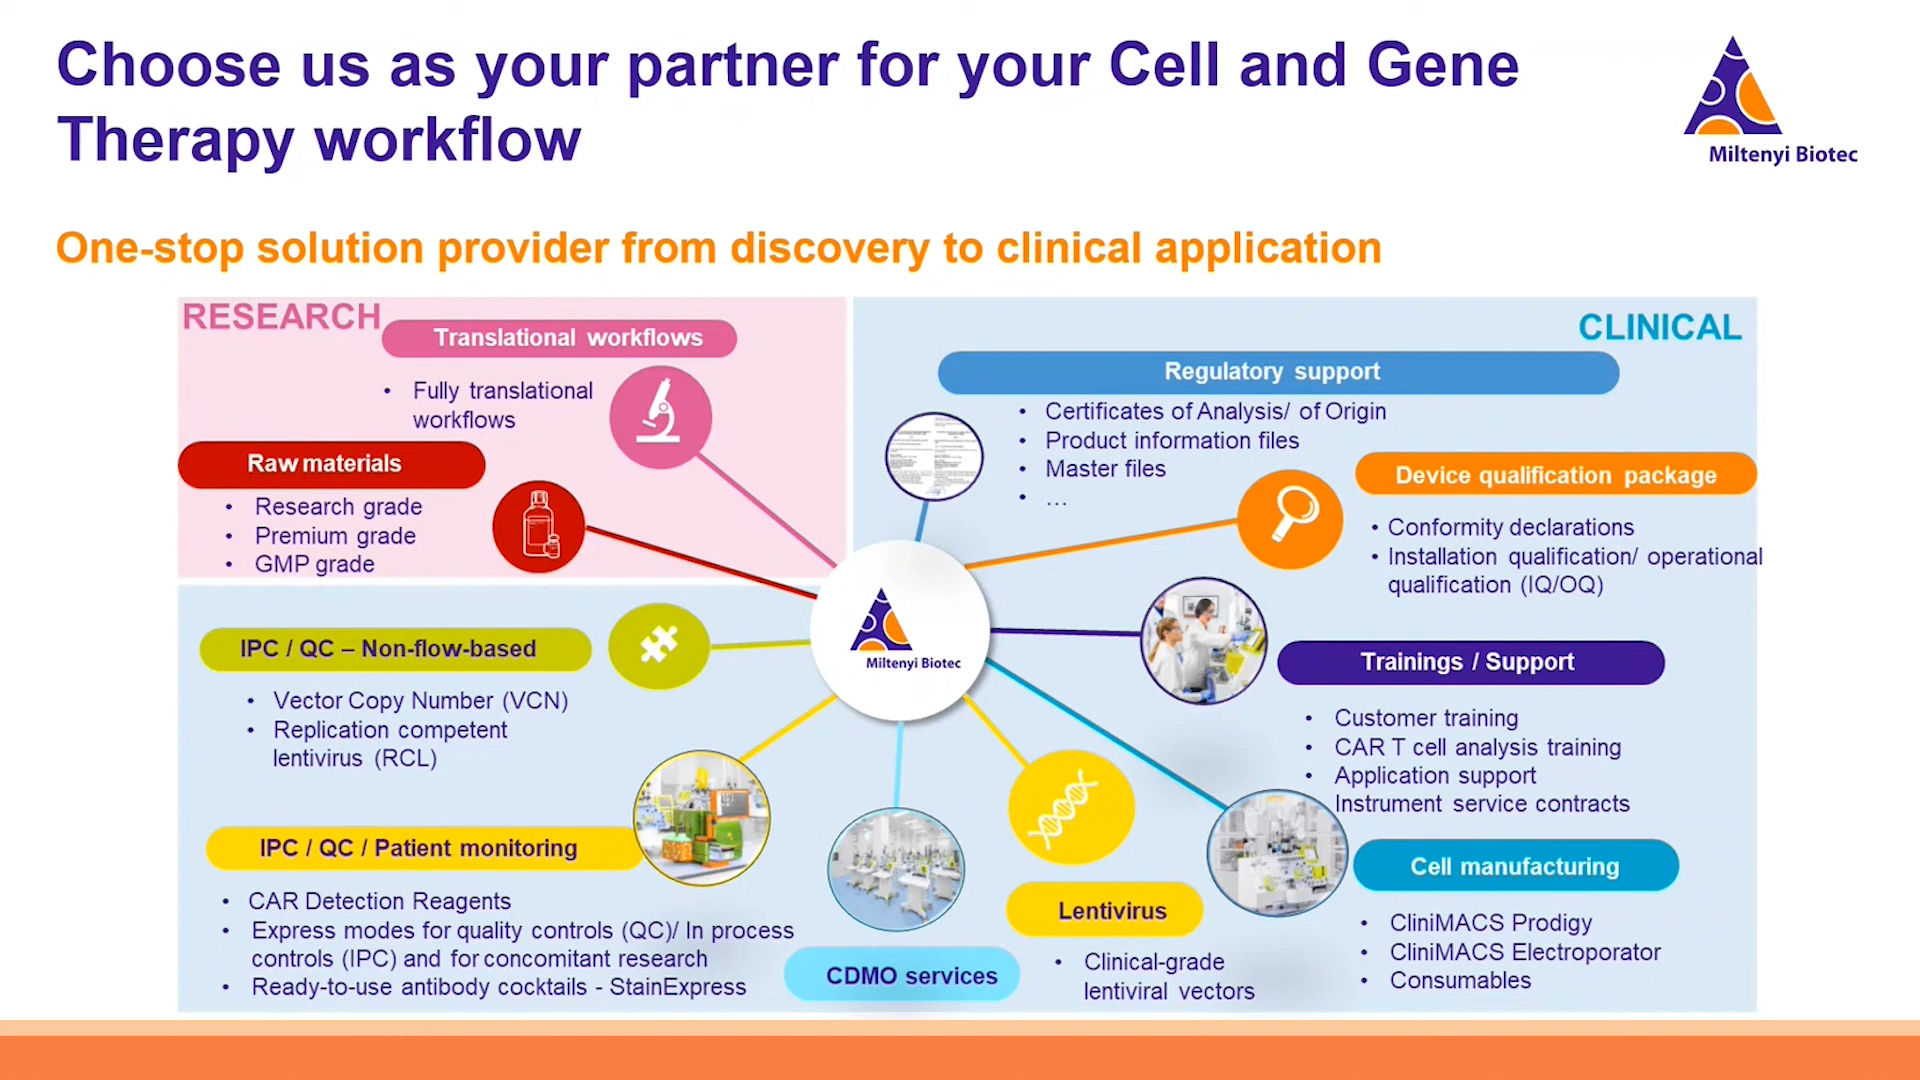 Choose us as your partner for your Cell and Gene
Therapy workflow
Miltenyi Biotec
One-stop solution provider from discovery to clinical application
RESEARCH
Translational workflows
• Fully translational
workflows
Raw materials
• Research grade
• Premium grade
• GMP grade
CLINICAL
Regulatory support
• Certificates of Analysis/ of Origin
• Product information files
• Master files
• …
Device qualification package
• Conformity declarations
• Installation qualification/ operational
qualification (IQ/OQ)
Miltenyi Biotec
IPC / QC – Non-flow-based
• Vector Copy Number (VCN)
• Replication competent
lentivirus (RCL)
Trainings / Support
• Customer training
• CAR T cell analysis training
• Application support
Instrument service contracts
IPC / QC / Patient monitoring
• CAR Detection Reagents
• Express modes for quality controls (QC)/ In process
controls (IPC) and for concomitant research
• Ready-to-use antibody cocktails - StainExpress
CDMO services
Lentivirus
• Clinical-grade
lentiviral vectors
Cell manufacturing
• CliniMACS Prodigy
• CliniMACS Electroporator
• Consumables